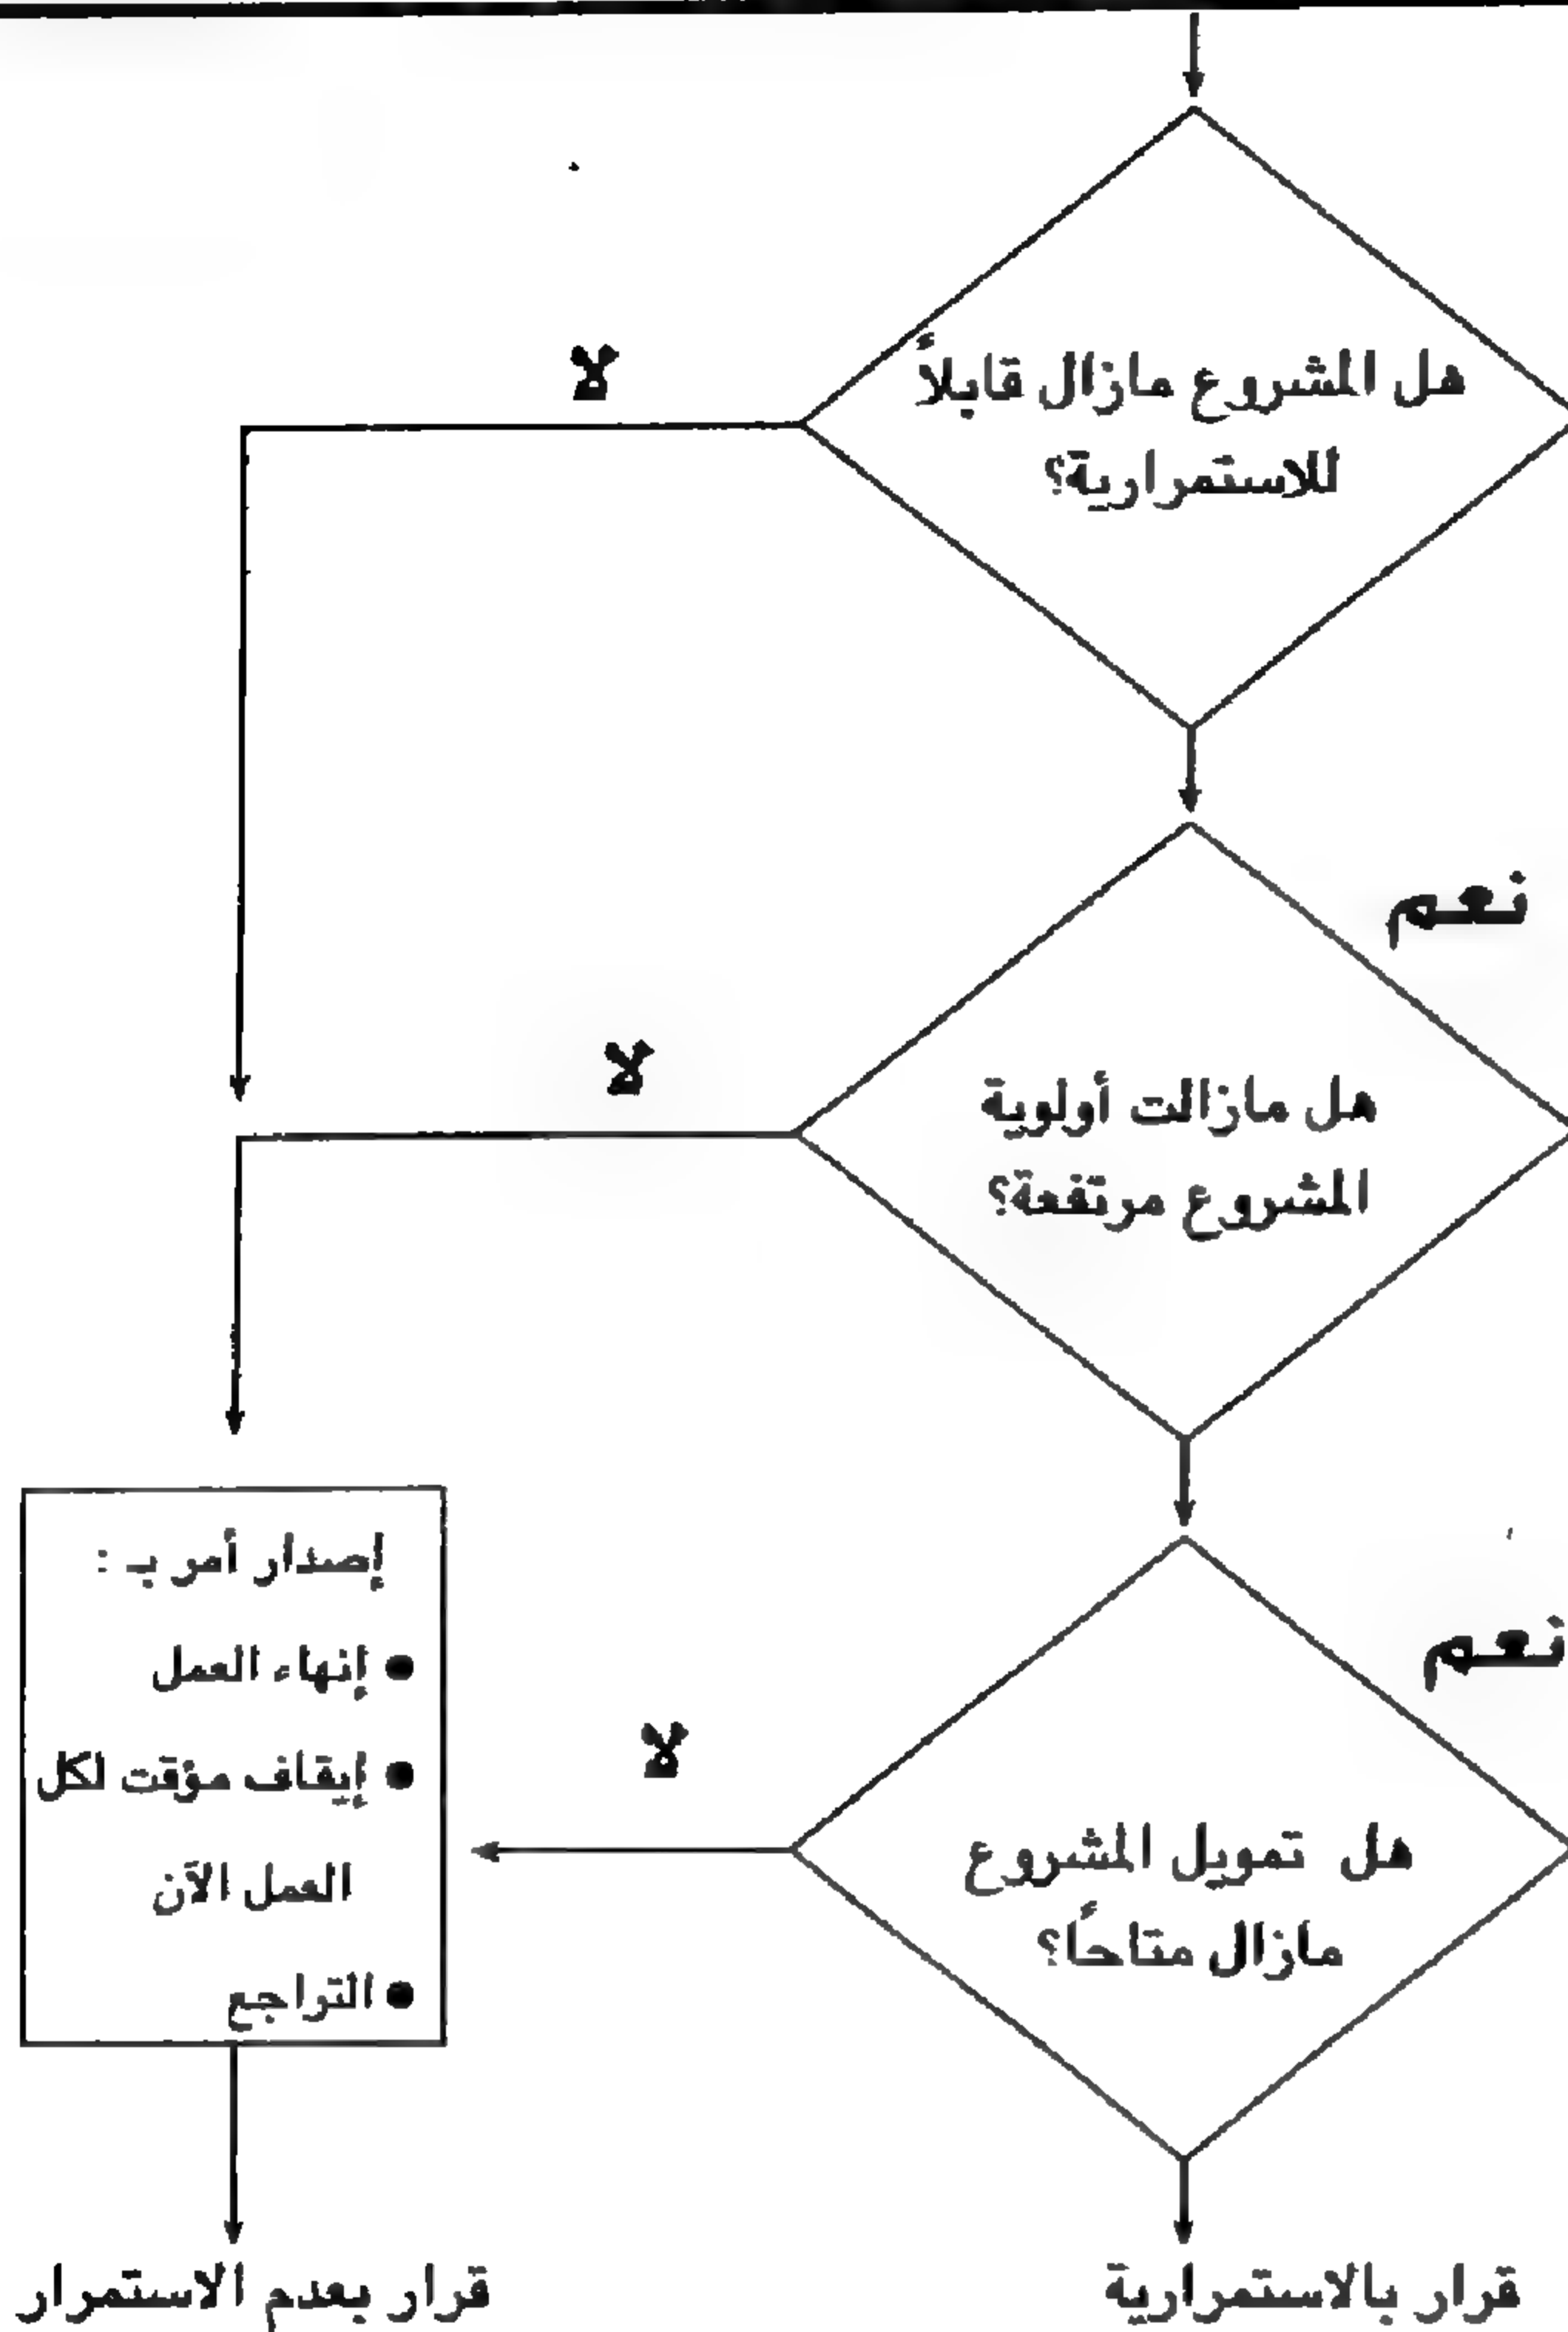 هل المشروع مازال قابلاً
للاستمرارية؟
لا
نعم
هل مازالت أولوية
المشروع مرتفعة؟
لا
نعم
هل تمويل المشروع
مازال متاحًا؟
لا
إصدار أمر بـ :
● إنهاء العمل
● إيقاف مؤقت لكل
العمل الآن
● التراجع
قرار بالاستمرارية
قرار بعدم الاستمرار